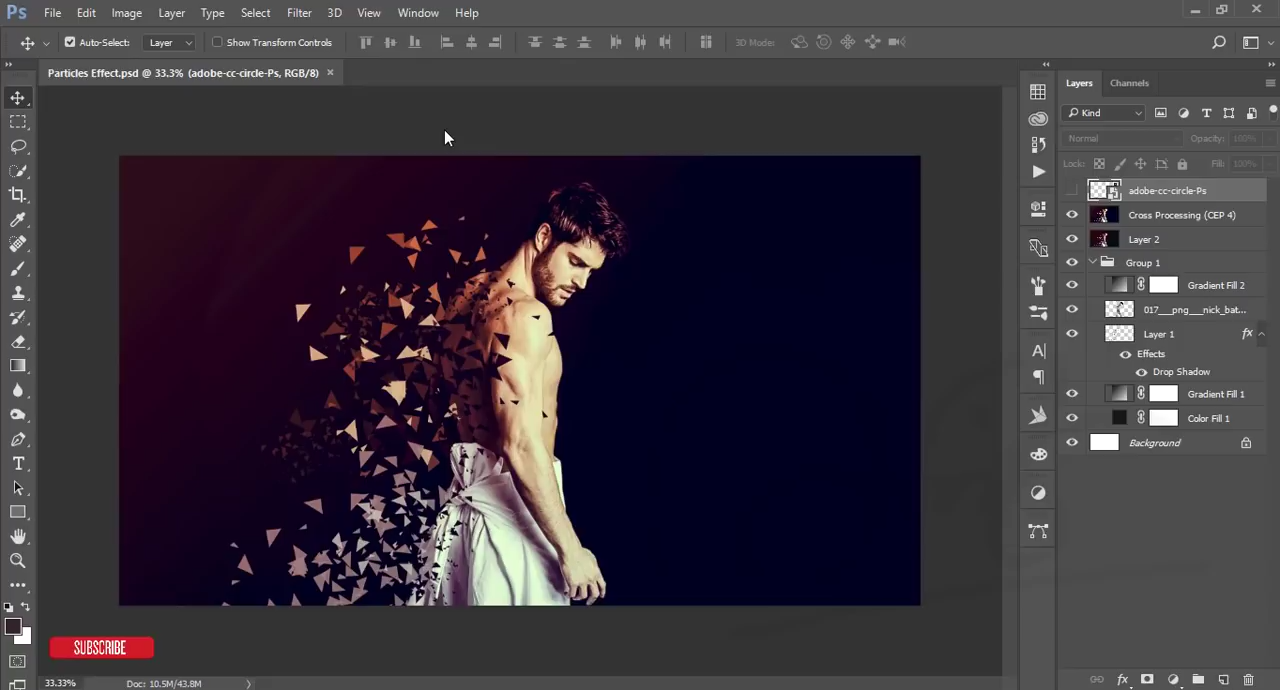 Ps File Edit Image Layer Type Select Filter 3D View Window Help
Auto-Select: Layer Show Transform Controls 3D Mode:
Particles Effect.psd @ 33.3% (adobe-cc-circle-Ps, RGB/8) ×
Layers Channels
Kind
Normal Opacity: 100%
Lock: Fill: 100%
adobe-cc-circle-Ps
Cross Processing (CEP 4)
Layer 2
Group 1
Gradient Fill 2
017___png___nick_bat...
Layer 1 fx
Effects
Drop Shadow
Gradient Fill 1
Color Fill 1
Background
SUBSCRIBE
33.33% Doc: 10.5M/43.8M
fx